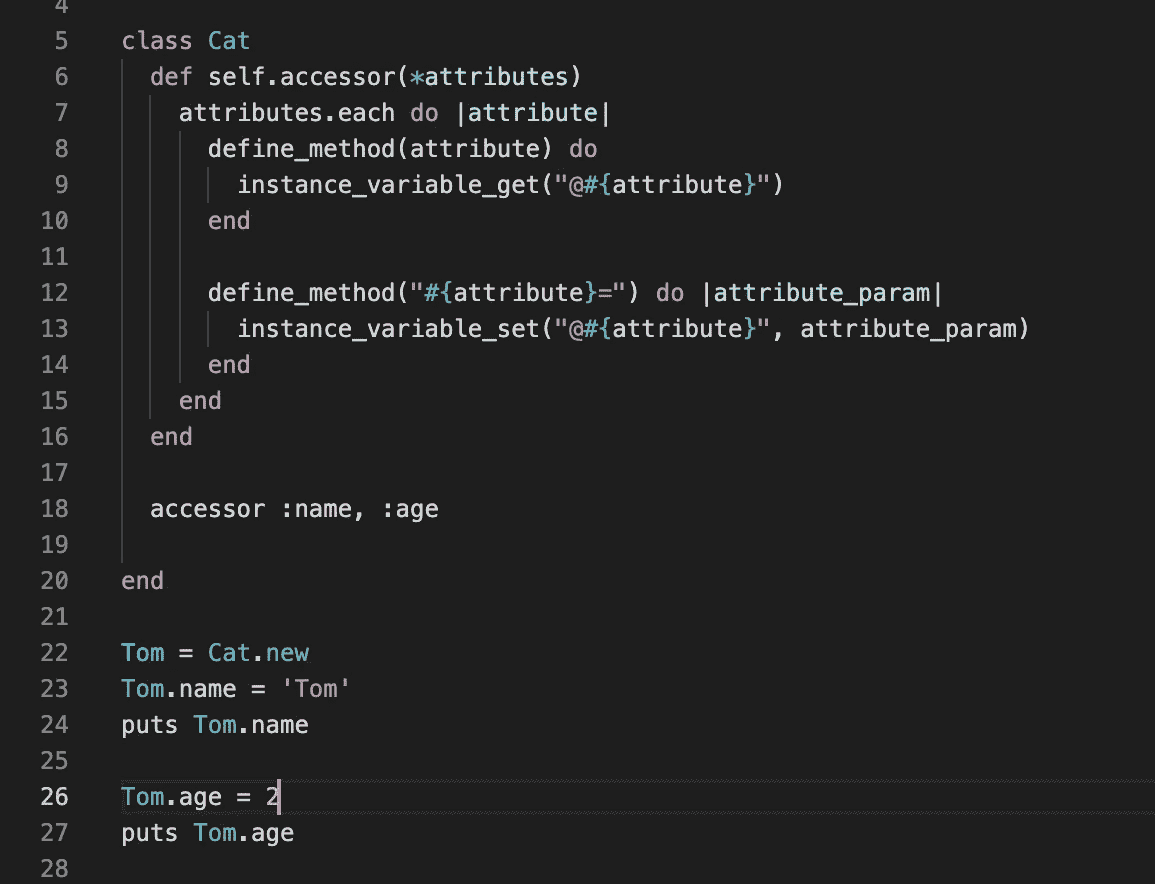 4
5 class Cat
6   def self.accessor(*attributes)
7     attributes.each do |attribute|
8       define_method(attribute) do
9         instance_variable_get("@#{attribute}")
10       end
11
12       define_method("#{attribute}=") do |attribute_param|
13         instance_variable_set("@#{attribute}", attribute_param)
14       end
15     end
16   end
17
18   accessor :name, :age
19
20 end
21
22 Tom = Cat.new
23 Tom.name = 'Tom'
24 puts Tom.name
25
26 Tom.age = 2
27 puts Tom.age
28